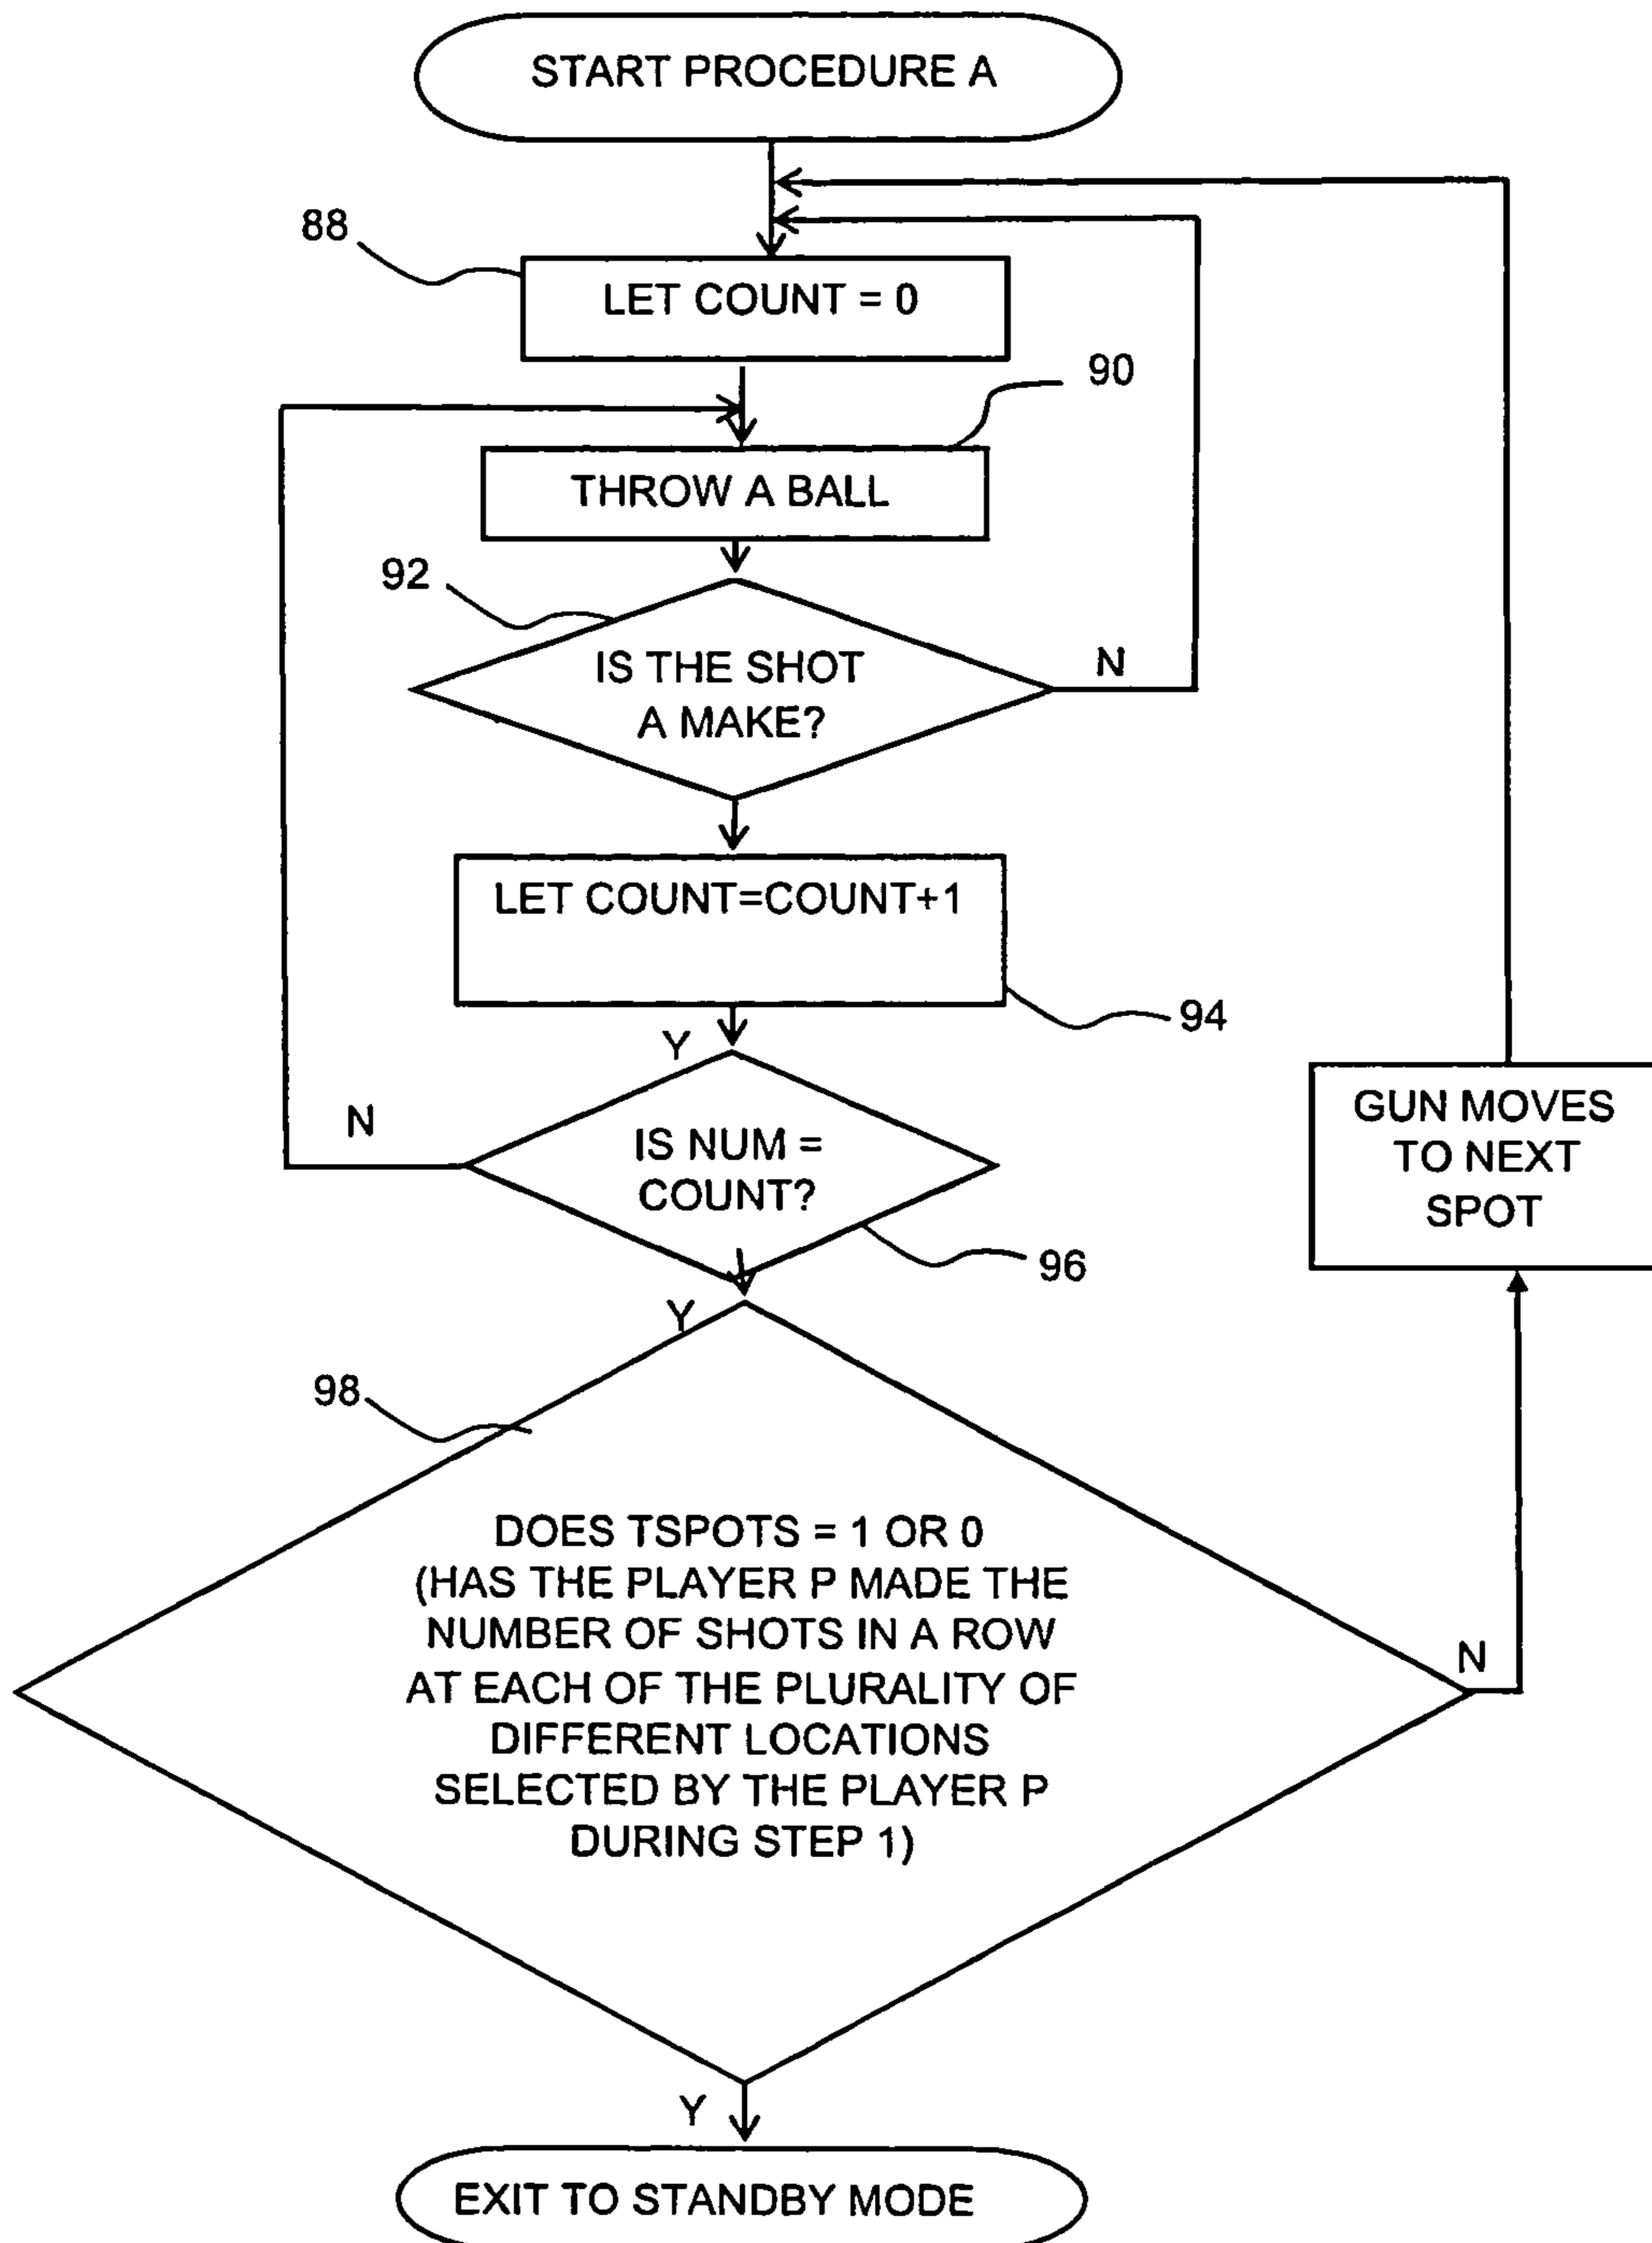 START PROCEDURE A
88
LET COUNT = 0
90
THROW A BALL
92
IS THE SHOT
A MAKE?
N
LET COUNT=COUNT+1
94
Y
N
IS NUM =
COUNT?
96
GUN MOVES
TO NEXT
SPOT
Y
98
DOES TSPOTS = 1 OR 0
(HAS THE PLAYER P MADE THE
NUMBER OF SHOTS IN A ROW
AT EACH OF THE PLURALITY OF
DIFFERENT LOCATIONS
SELECTED BY THE PLAYER P
DURING STEP 1)
N
Y
EXIT TO STANDBY MODE